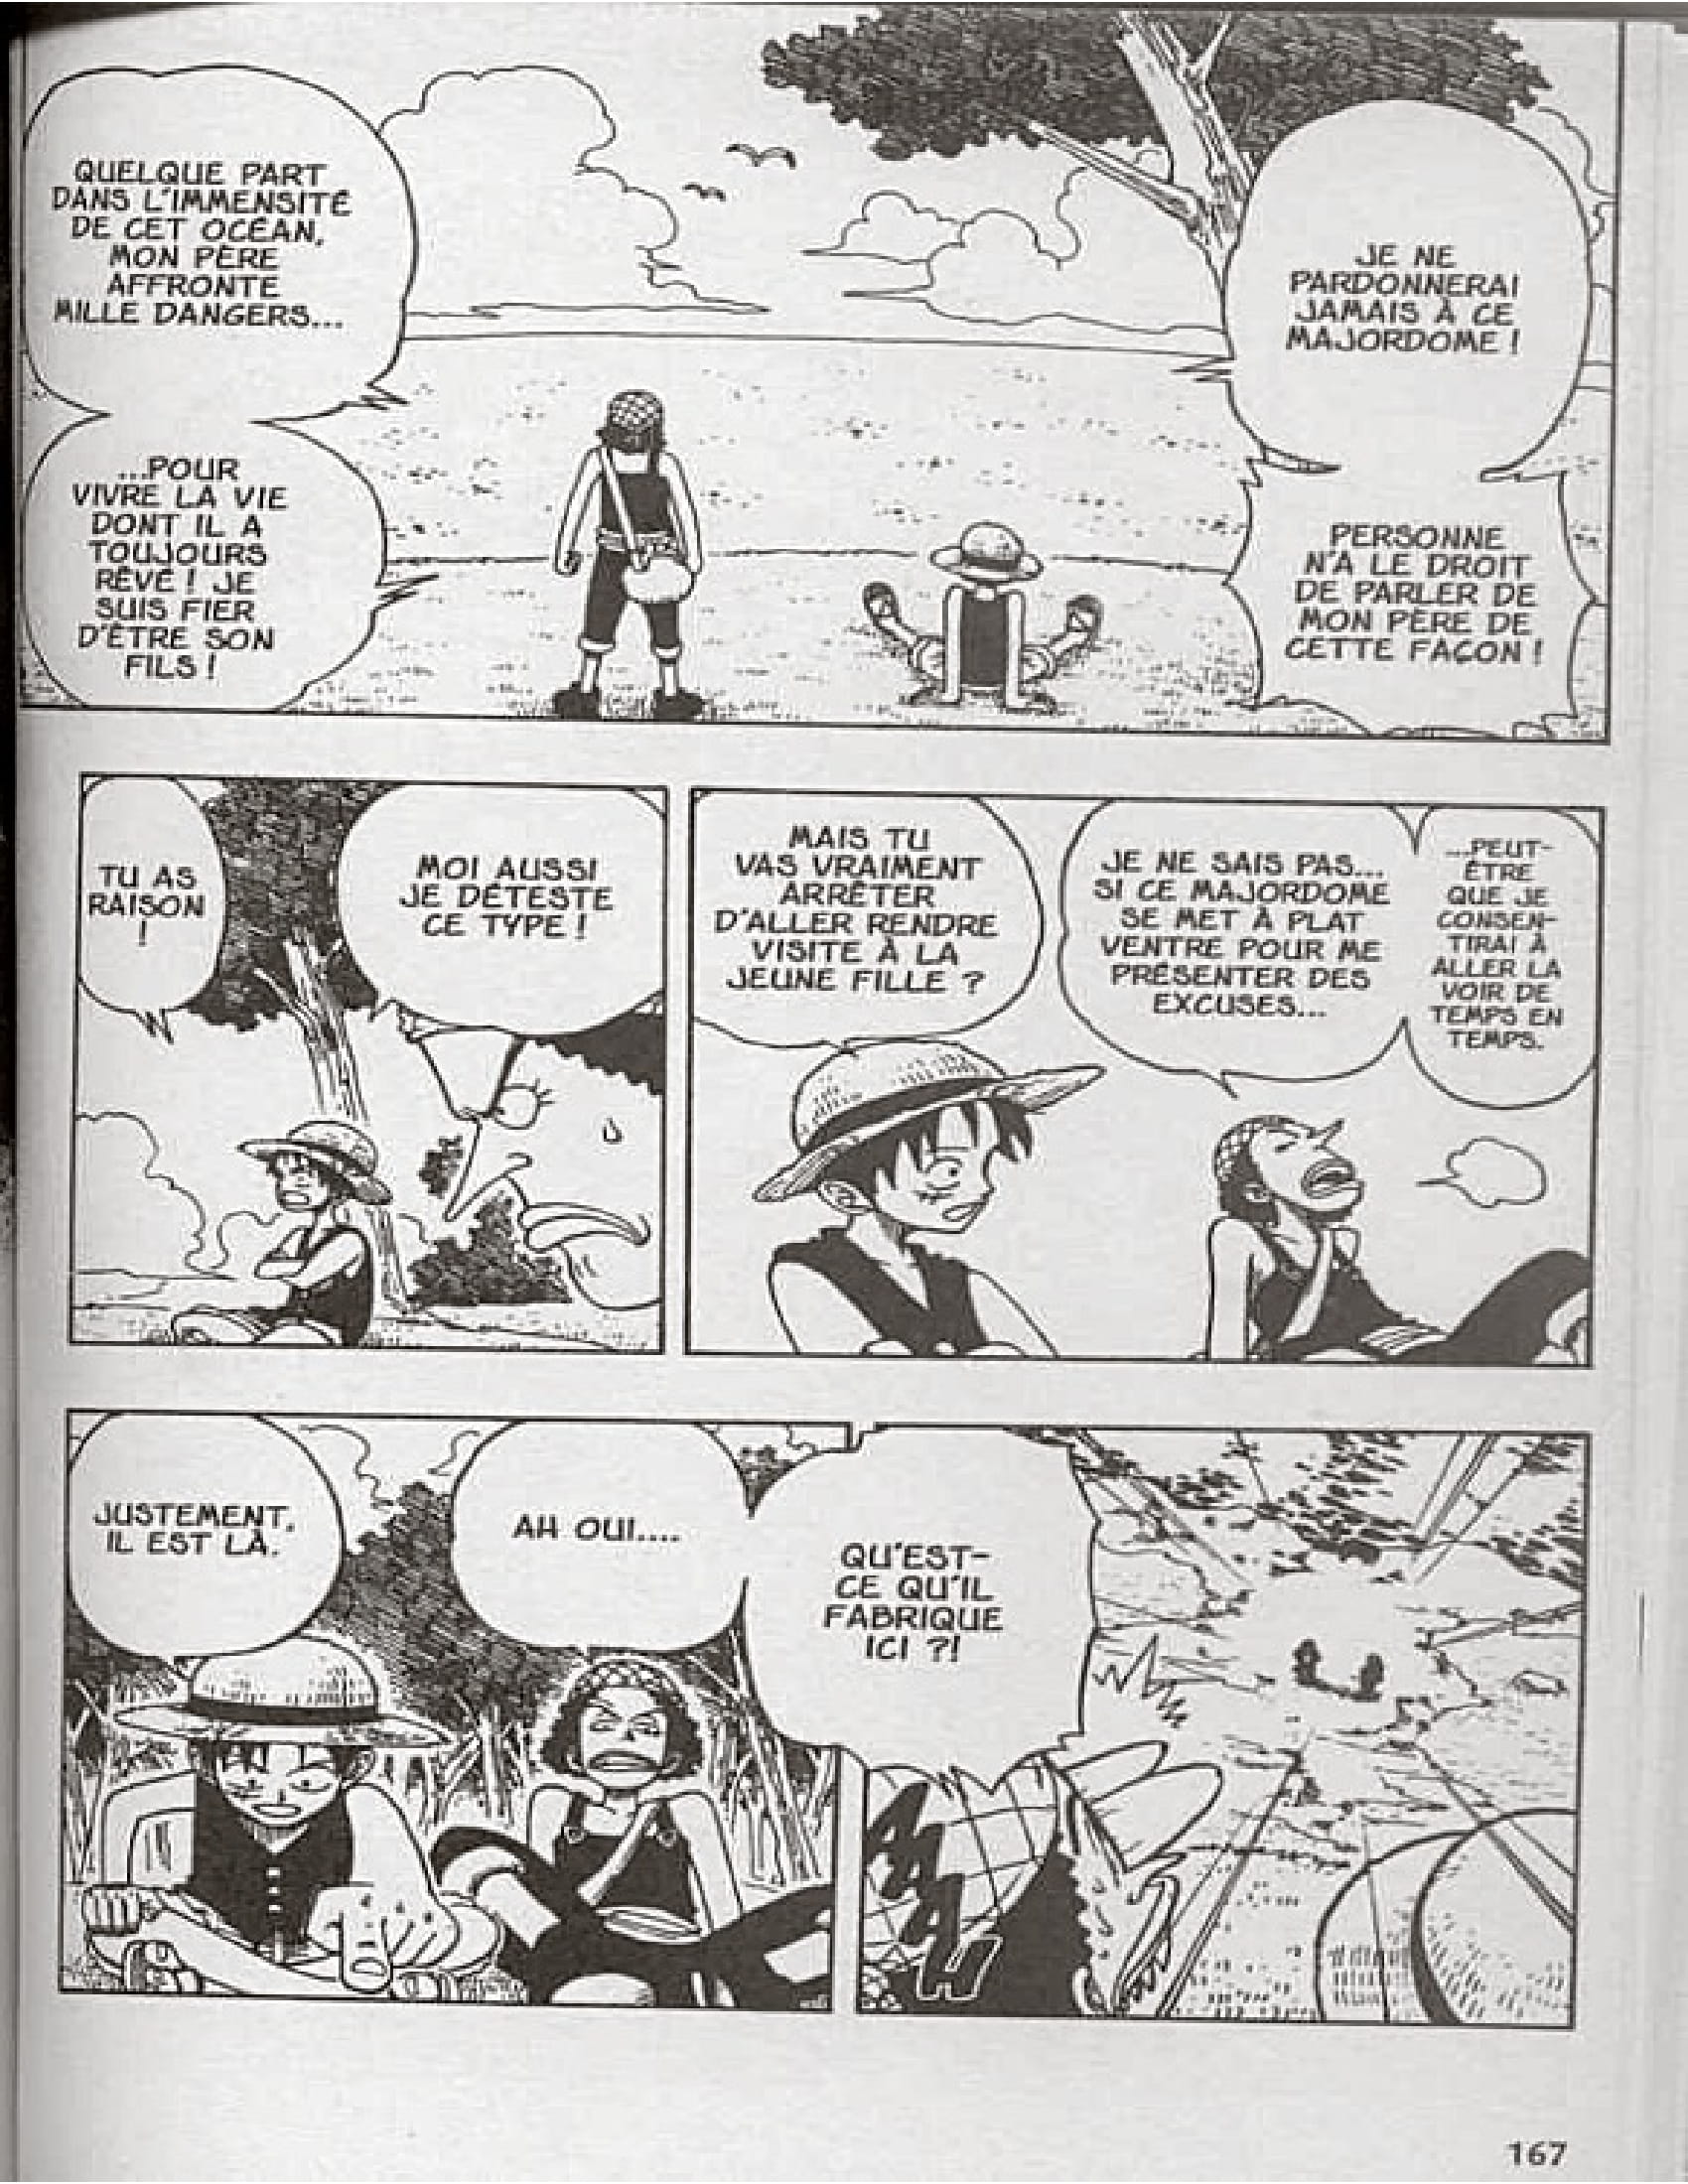 QUELQUE PART
DANS L'IMMENSITÉ
DE CET OCÉAN,
MON PÈRE
AFFRONTE
MILLE DANGERS...
...POUR
VIVRE LA VIE
DONT IL A
TOUJOURS
RÊVÉ ! JE
SUIS FIER
D'ÊTRE SON
FILS !
JE NE
PARDONNERAI
JAMAIS À CE
MAJORDOME !
PERSONNE
N'A LE DROIT
DE PARLER DE
MON PÈRE DE
CETTE FAÇON !
TU AS
RAISON
!
MOI AUSSI
JE DÉTESTE
CE TYPE !
MAIS TU
VAS VRAIMENT
ARRÊTER
D'ALLER RENDRE
VISITE À LA
JEUNE FILLE ?
JE NE SAIS PAS...
SI CE MAJORDOME
SE MET À PLAT
VENTRE POUR ME
PRÉSENTER DES
EXCUSES...
...PEUT-
ÊTRE
QUE JE
CONSEN-
TIRAI À
ALLER LA
VOIR DE
TEMPS EN
TEMPS.
JUSTEMENT,
IL EST LÀ.
AH OUI....
QU'EST-
CE QU'IL
FABRIQUE
ICI ?!
167